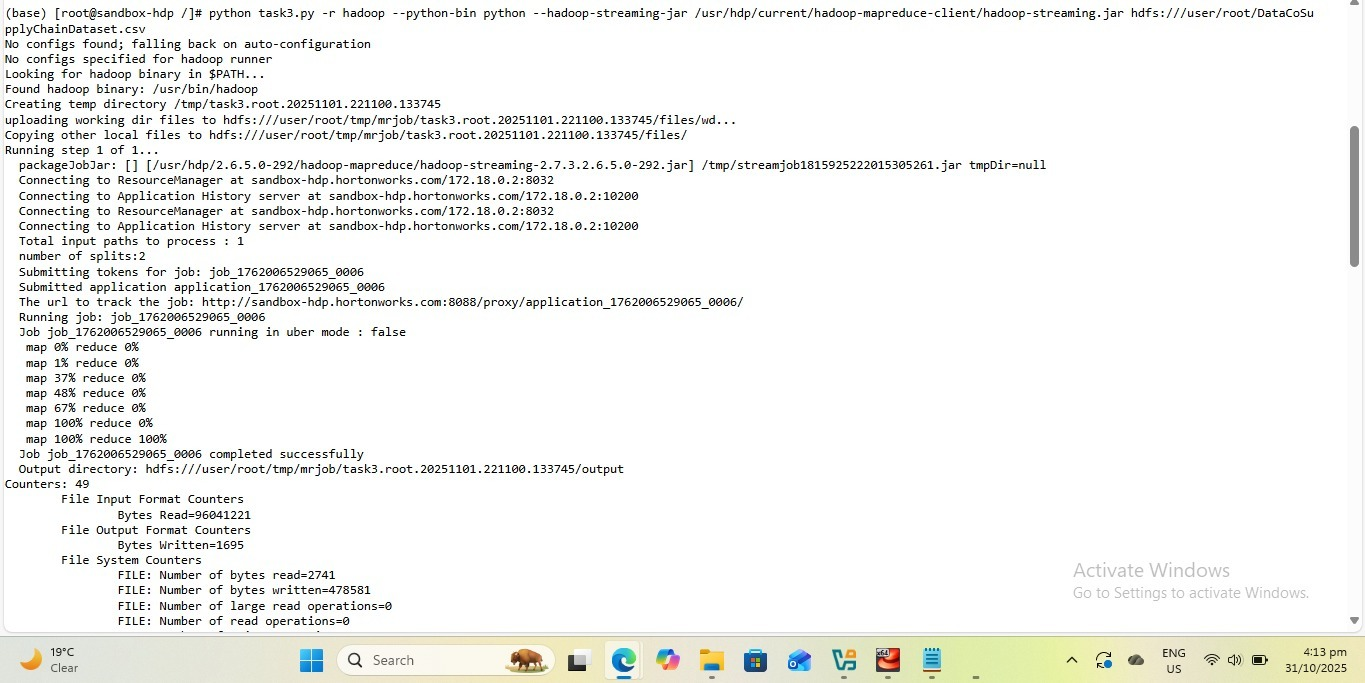 (base) [root@sandbox-hdp /]# python task3.py -r hadoop --python-bin python --hadoop-streaming-jar /usr/hdp/current/hadoop-mapreduce-client/hadoop-streaming.jar hdfs:///user/root/DataCoSu
pplyChainDataset.csv
No configs found; falling back on auto-configuration
No configs specified for hadoop runner
Looking for hadoop binary in $PATH...
Found hadoop binary: /usr/bin/hadoop
Creating temp directory /tmp/task3.root.20251101.221100.133745
uploading working dir files to hdfs:///user/root/tmp/mrjob/task3.root.20251101.221100.133745/files/wd...
Copying other local files to hdfs:///user/root/tmp/mrjob/task3.root.20251101.221100.133745/files/
Running step 1 of 1...
packageJobJar: [] [/usr/hdp/2.6.5.0-292/hadoop-mapreduce/hadoop-streaming-2.7.3.2.6.5.0-292.jar] /tmp/streamjob1815925222015305261.jar tmpDir=null
Connecting to ResourceManager at sandbox-hdp.hortonworks.com/172.18.0.2:8032
Connecting to Application History server at sandbox-hdp.hortonworks.com/172.18.0.2:10200
Connecting to ResourceManager at sandbox-hdp.hortonworks.com/172.18.0.2:8032
Connecting to Application History server at sandbox-hdp.hortonworks.com/172.18.0.2:10200
Total input paths to process : 1
number of splits:2
Submitting tokens for job: job_1762006529065_0006
Submitted application application_1762006529065_0006
The url to track the job: http://sandbox-hdp.hortonworks.com:8088/proxy/application_1762006529065_0006/
Running job: job_1762006529065_0006
Job job_1762006529065_0006 running in uber mode : false
map 0% reduce 0%
map 1% reduce 0%
map 37% reduce 0%
map 48% reduce 0%
map 67% reduce 0%
map 100% reduce 0%
map 100% reduce 100%
Job job_1762006529065_0006 completed successfully
Output directory: hdfs:///user/root/tmp/mrjob/task3.root.20251101.221100.133745/output
Counters: 49
File Input Format Counters
Bytes Read=96041221
File Output Format Counters
Bytes Written=1695
File System Counters
FILE: Number of bytes read=2741
FILE: Number of bytes written=478581
FILE: Number of large read operations=0
FILE: Number of read operations=0
Activate Windows
Go to Settings to activate Windows.
19°C
Clear
Search
x64
ENG
US
4:13 pm
31/10/2025